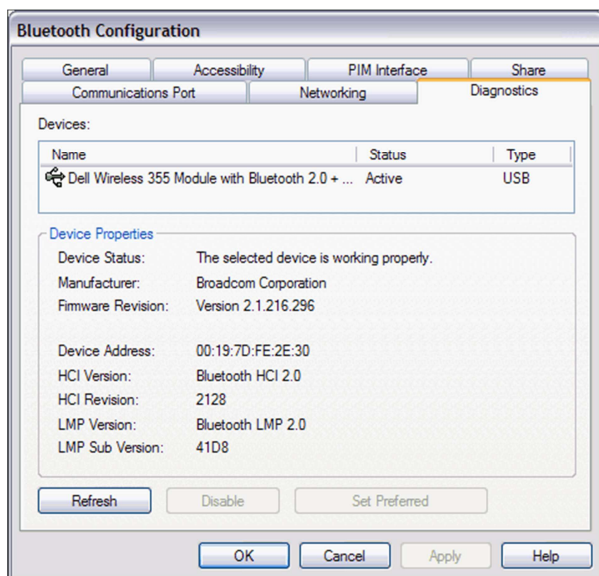 Bluetooth Configuration
General Accessibility PIM Interface Share
Communications Port Networking Diagnostics
Devices:
Name Status Type
Dell Wireless 355 Module with Bluetooth 2.0 + ... Active USB
Device Properties
Device Status: The selected device is working properly.
Manufacturer: Broadcom Corporation
Firmware Revision: Version 2.1.216.296
Device Address: 00:19:7D:FE:2E:30
HCI Version: Bluetooth HCI 2.0
HCI Revision: 2128
LMP Version: Bluetooth LMP 2.0
LMP Sub Version: 41D8
Refresh Disable Set Preferred
OK Cancel Apply Help